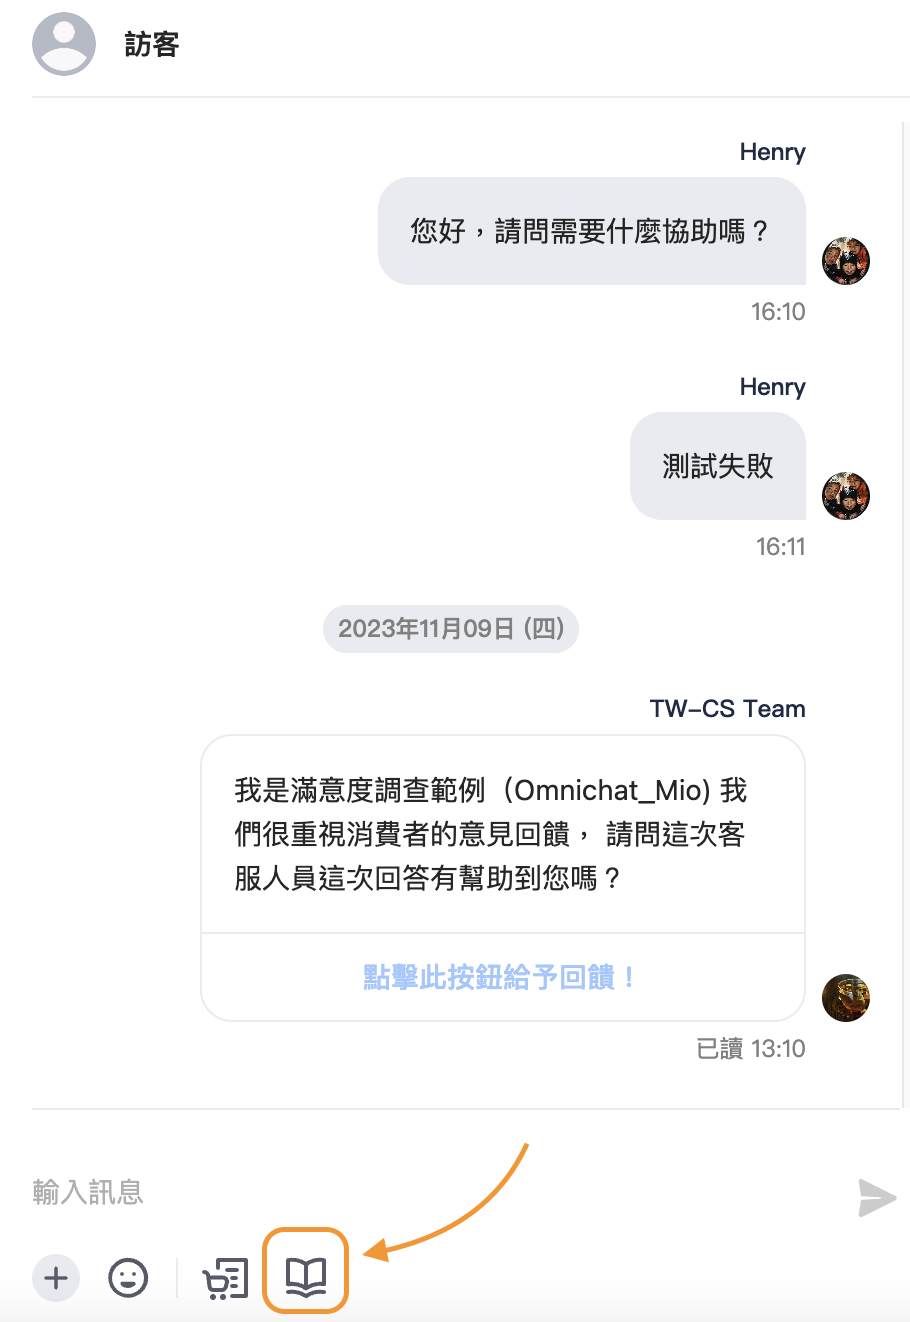 訪客
Henry
您好，請問需要什麼協助嗎？
16:10
Henry
測試失敗
16:11
2023年11月09日 (四)
TW-CS Team
我是滿意度調查範例（Omnichat_Mio) 我
們很重視消費者的意見回饋， 請問這次客
服人員這次回答有幫助到您嗎？
點擊此按鈕給予回饋！
已讀 13:10
輸入訊息